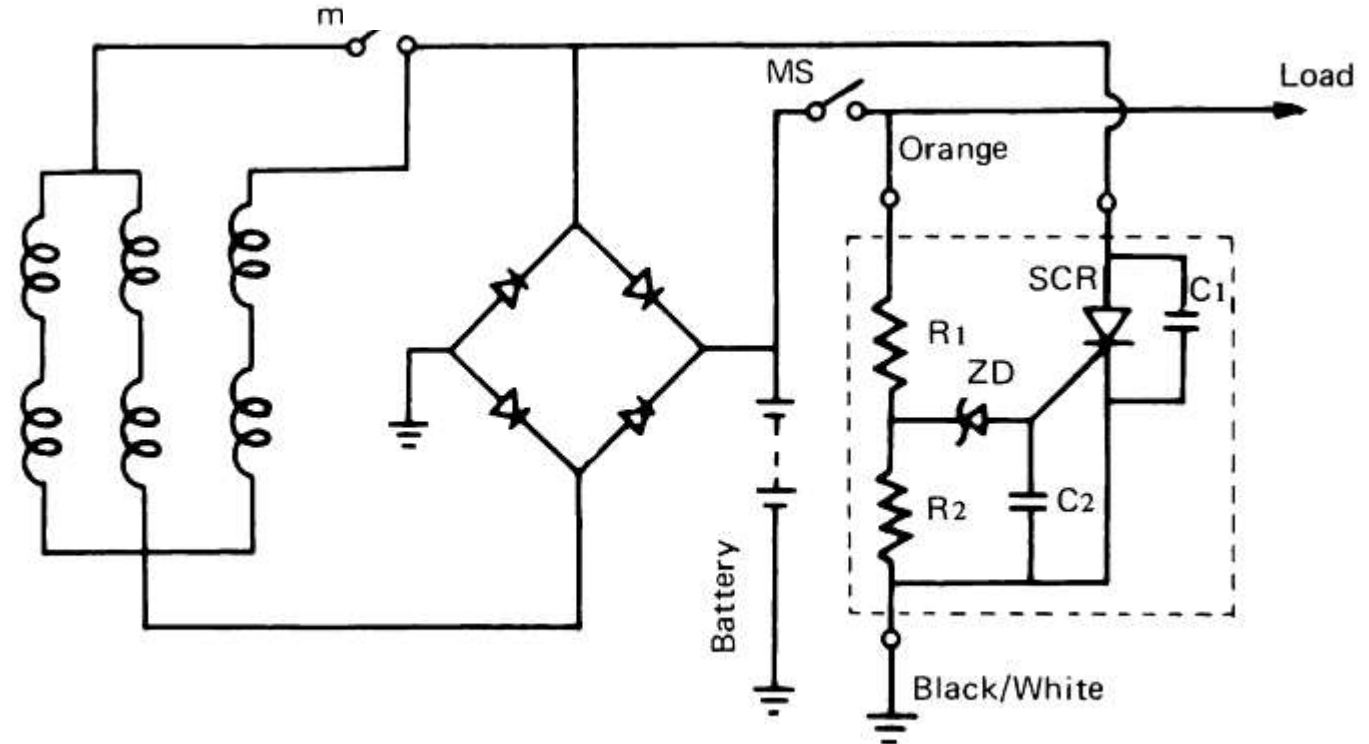 m
MS
Load
Orange
SCR
C1
R1
ZD
R2
C2
Battery
Black/White